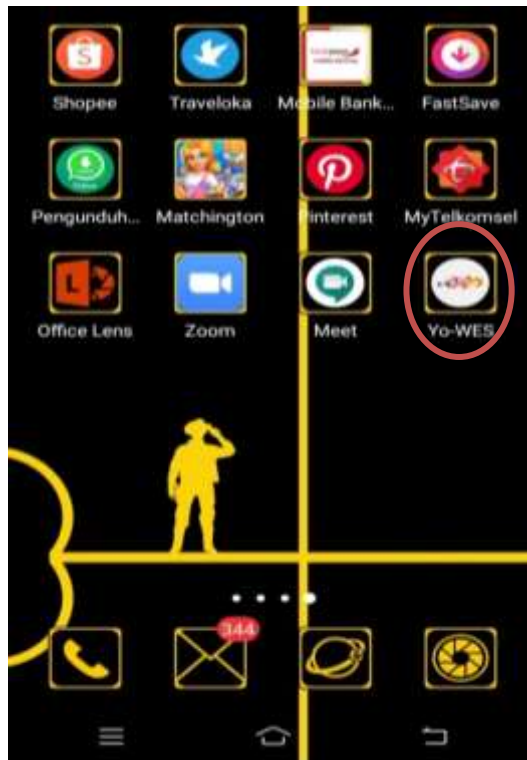 Shopee
Traveloka
Mobile Bank...
FastSave
Pengunduh...
Matchington
Pinterest
MyTelkomsel
Office Lens
Zoom
Meet
Yo-WES
344